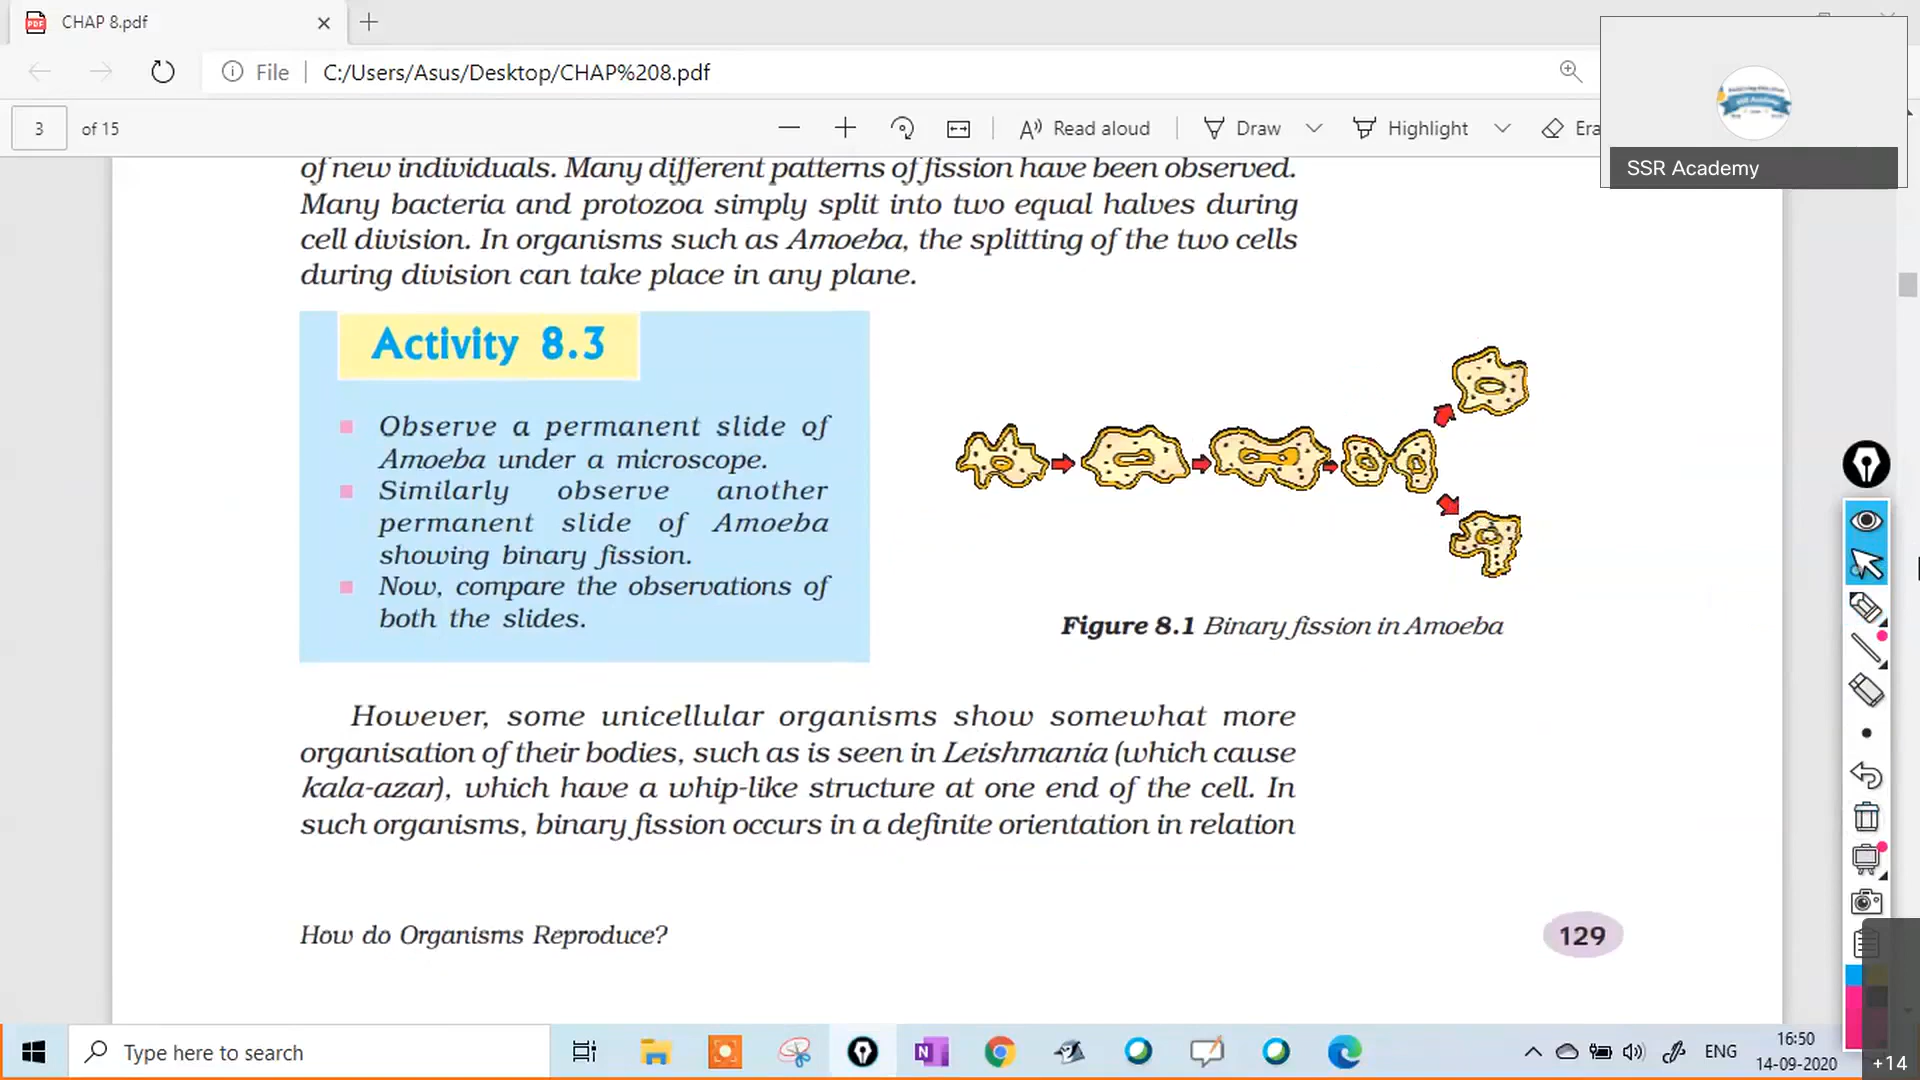 CHAP 8.pdf
File
C:/Users/Asus/Desktop/CHAP%208.pdf
3 of 15
Read aloud
Draw
Highlight
Era
SSR Academy
of new individuals. Many different patterns of fission have been observed.
Many bacteria and protozoa simply split into two equal halves during
cell division. In organisms such as Amoeba, the splitting of the two cells
during division can take place in any plane.
Activity 8.3
Observe a permanent slide of
Amoeba under a microscope.
Similarly observe another
permanent slide of Amoeba
showing binary fission.
Now, compare the observations of
both the slides.
Figure 8.1 Binary fission in Amoeba
However, some unicellular organisms show somewhat more
organisation of their bodies, such as is seen in Leishmania (which cause
kala-azar), which have a whip-like structure at one end of the cell. In
such organisms, binary fission occurs in a definite orientation in relation
How do Organisms Reproduce?
129
Type here to search
ENG
16:50
14-09-2020
+14